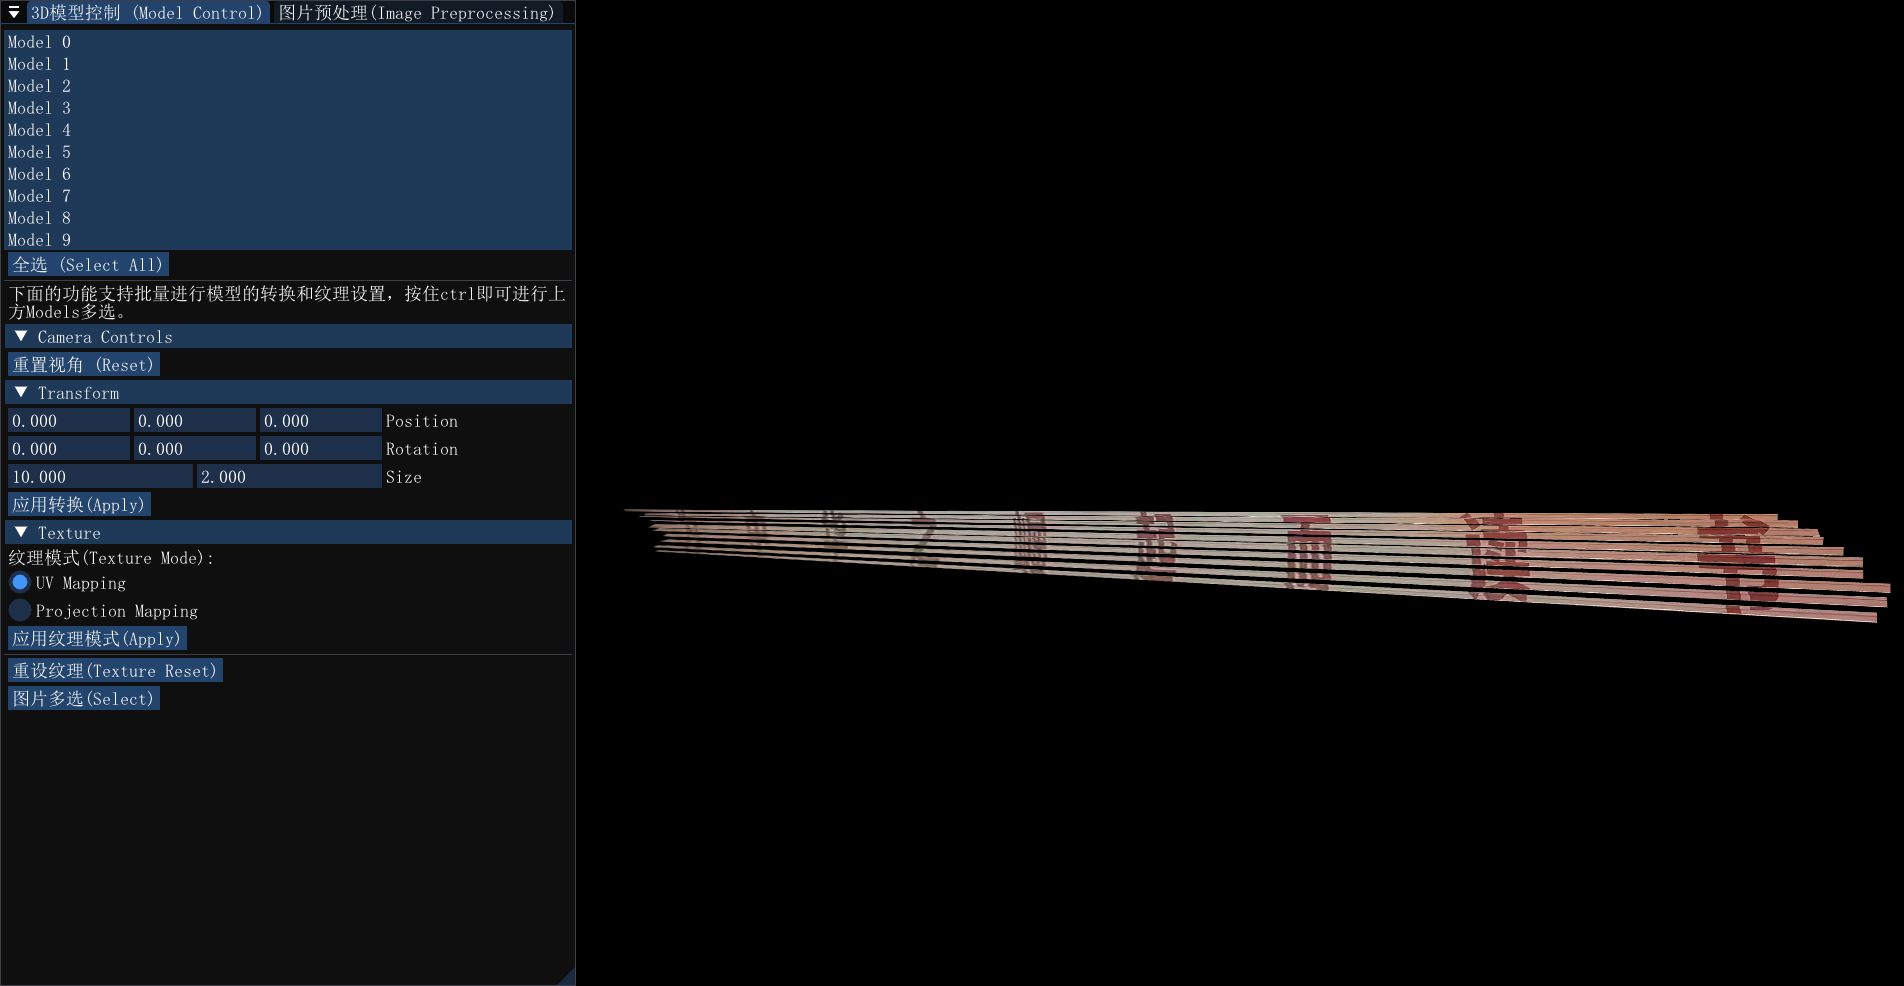 3D模型控制 (Model Control) 图片预处理(Image Preprocessing)
Model 0
Model 1
Model 2
Model 3
Model 4
Model 5
Model 6
Model 7
Model 8
Model 9
全选 (Select All)
下面的功能支持批量进行模型的转换和纹理设置，按住ctrl即可进行上
方Models多选。
Camera Controls
重置视角 (Reset)
Transform
0.000 0.000 0.000 Position
0.000 0.000 0.000 Rotation
10.000 2.000 Size
应用转换(Apply)
Texture
纹理模式(Texture Mode):
UV Mapping
Projection Mapping
应用纹理模式(Apply)
重设纹理(Texture Reset)
图片多选(Select)